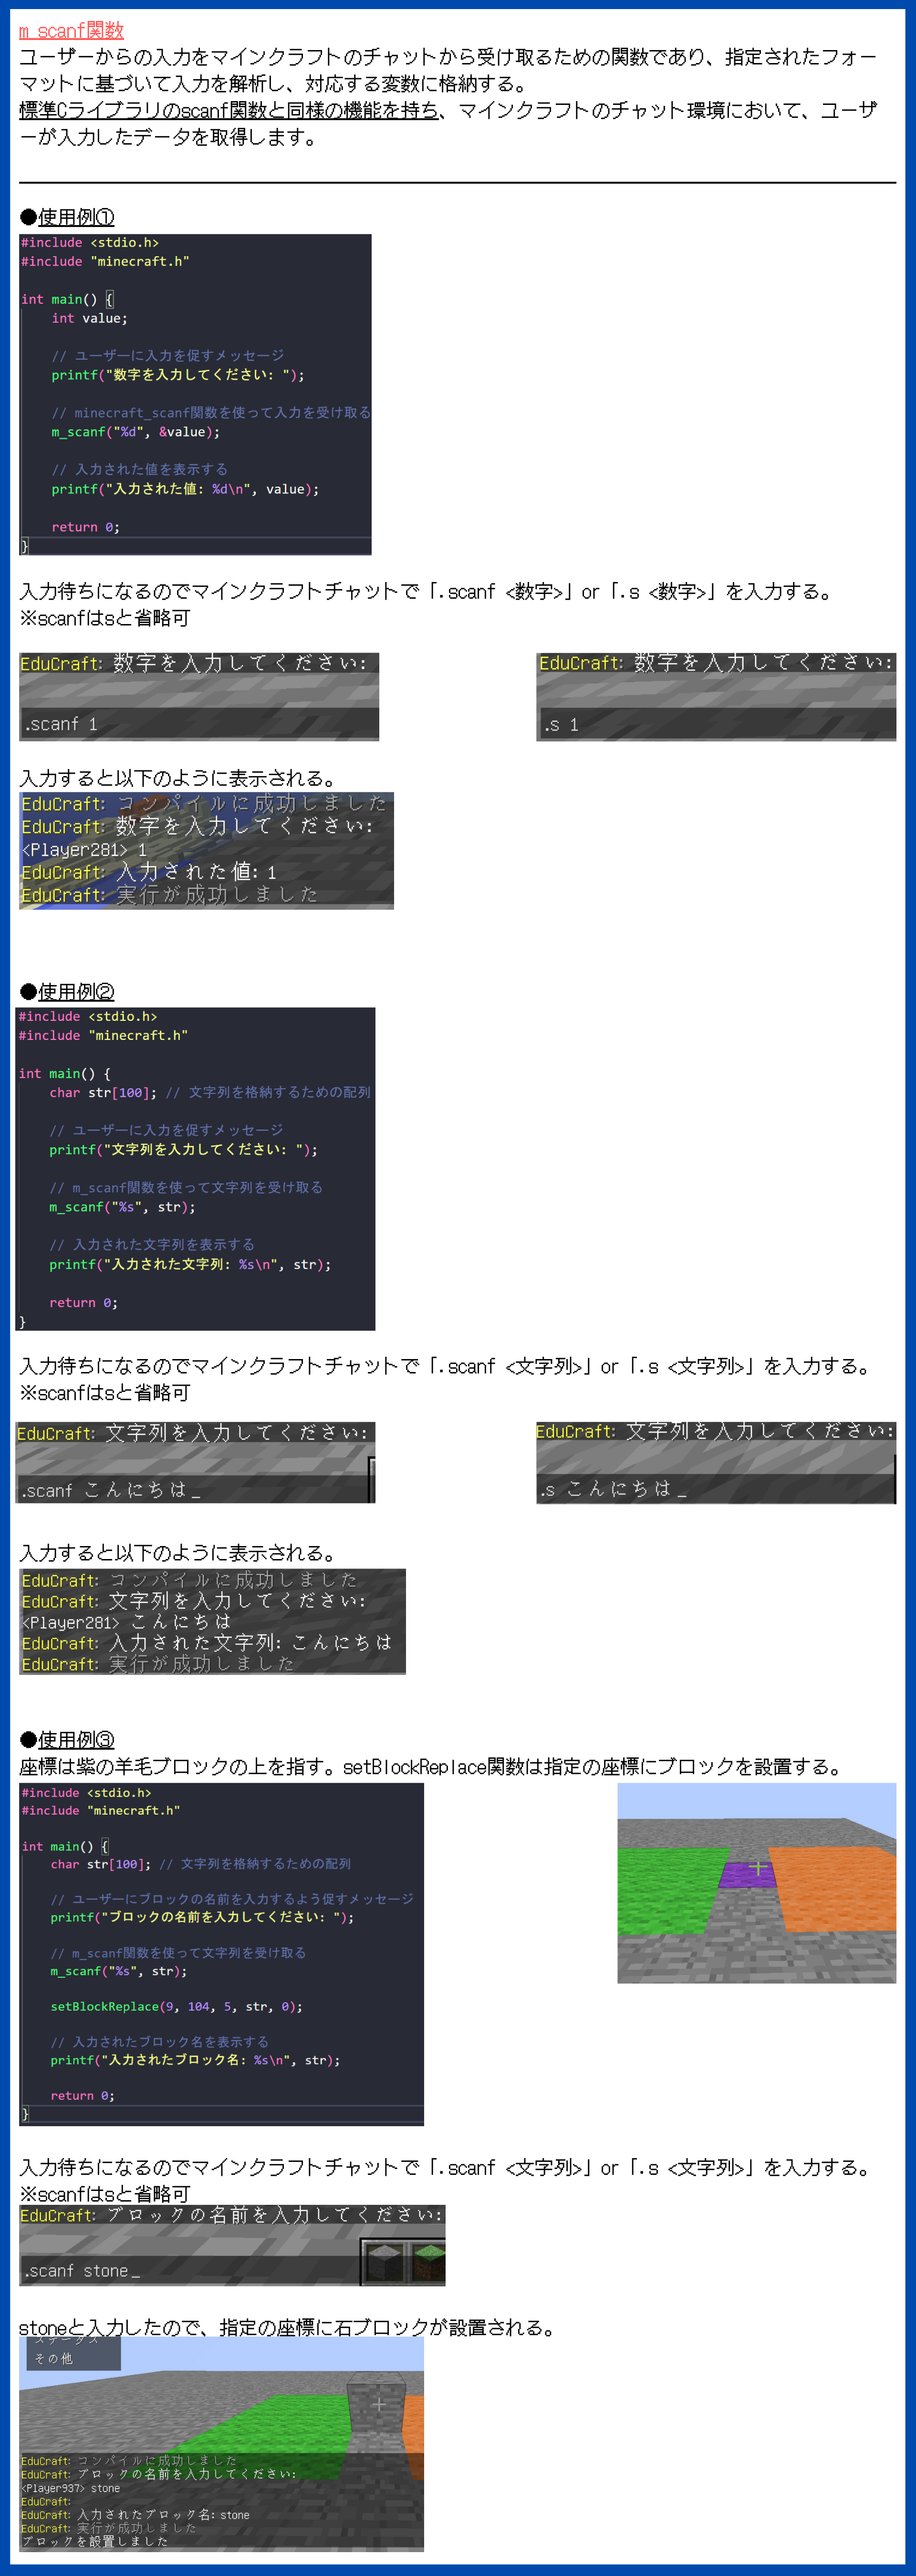 m_scanf関数
ユーザーからの入力をマインクラフトのチャットから受け取るための関数であり、指定されたフォー
マットに基づいて入力を解析し、対応する変数に格納する。
標準Cライブラリのscanf関数と同様の機能を持ち、マインクラフトのチャット環境において、ユーザ
ーが入力したデータを取得します。
●使用例①
#include <stdio.h>
#include "minecraft.h"
int main() {
int value;
// ユーザーに入力を促すメッセージ
printf("数字を入力してください: ");
// minecraft_scanf関数を使って入力を受け取る
m_scanf("%d", &value);
// 入力された値を表示する
printf("入力された値: %d\n", value);
return 0;
}
入力待ちになるのでマインクラフトチャットで「.scanf <数字>」or「.s <数字>」を入力する。
※scanfはsと省略可
EduCraft: 数字を入力してください:
.scanf 1
EduCraft: 数字を入力してください:
.s 1
入力すると以下のように表示される。
EduCraft: コンパイルに成功しました
EduCraft: 数字を入力してください:
<Player281> 1
EduCraft: 入力された値: 1
EduCraft: 実行が成功しました
●使用例②
#include <stdio.h>
#include "minecraft.h"
int main() {
char str[100]; // 文字列を格納するための配列
// ユーザーに入力を促すメッセージ
printf("文字列を入力してください: ");
// m_scanf関数を使って文字列を受け取る
m_scanf("%s", str);
// 入力された文字列を表示する
printf("入力された文字列: %s\n", str);
return 0;
}
入力待ちになるのでマインクラフトチャットで「.scanf <文字列>」or「.s <文字列>」を入力する。
※scanfはsと省略可
EduCraft: 文字列を入力してください:
.scanf こんにちは_
EduCraft: 文字列を入力してください:
.s こんにちは_
入力すると以下のように表示される。
EduCraft: コンパイルに成功しました
EduCraft: 文字列を入力してください:
<Player281> こんにちは
EduCraft: 入力された文字列: こんにちは
EduCraft: 実行が成功しました
●使用例③
座標は紫の羊毛ブロックの上を指す。setBlockReplace関数は指定の座標にブロックを設置する。
#include <stdio.h>
#include "minecraft.h"
int main() {
char str[100]; // 文字列を格納するための配列
// ユーザーにブロックの名前を入力するよう促すメッセージ
printf("ブロックの名前を入力してください: ");
// m_scanf関数を使って文字列を受け取る
m_scanf("%s", str);
setBlockReplace(9, 104, 5, str, 0);
// 入力されたブロック名を表示する
printf("入力されたブロック名: %s\n", str);
return 0;
}
入力待ちになるのでマインクラフトチャットで「.scanf <文字列>」or「.s <文字列>」を入力する。
※scanfはsと省略可
EduCraft: ブロックの名前を入力してください:
.scanf stone_
stoneと入力したので、指定の座標に石ブロックが設置される。
ステータス
その他
EduCraft: コンパイルに成功しました
EduCraft: ブロックの名前を入力してください:
<Player937> stone
EduCraft:
EduCraft: 入力されたブロック名: stone
EduCraft: 実行が成功しました
ブロックを設置しました